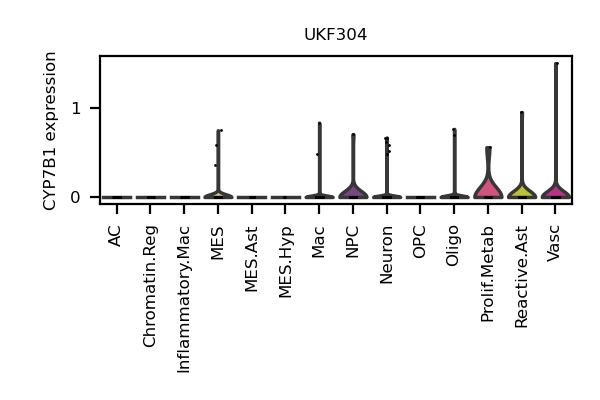 UKF304
CYP7B1 expression
1
0
AC
Chromatin.Reg
Inflammatory.Mac
MES
MES.Ast
MES.Hyp
Mac
NPC
Neuron
OPC
Oligo
Prolif.Metab
Reactive.Ast
Vasc